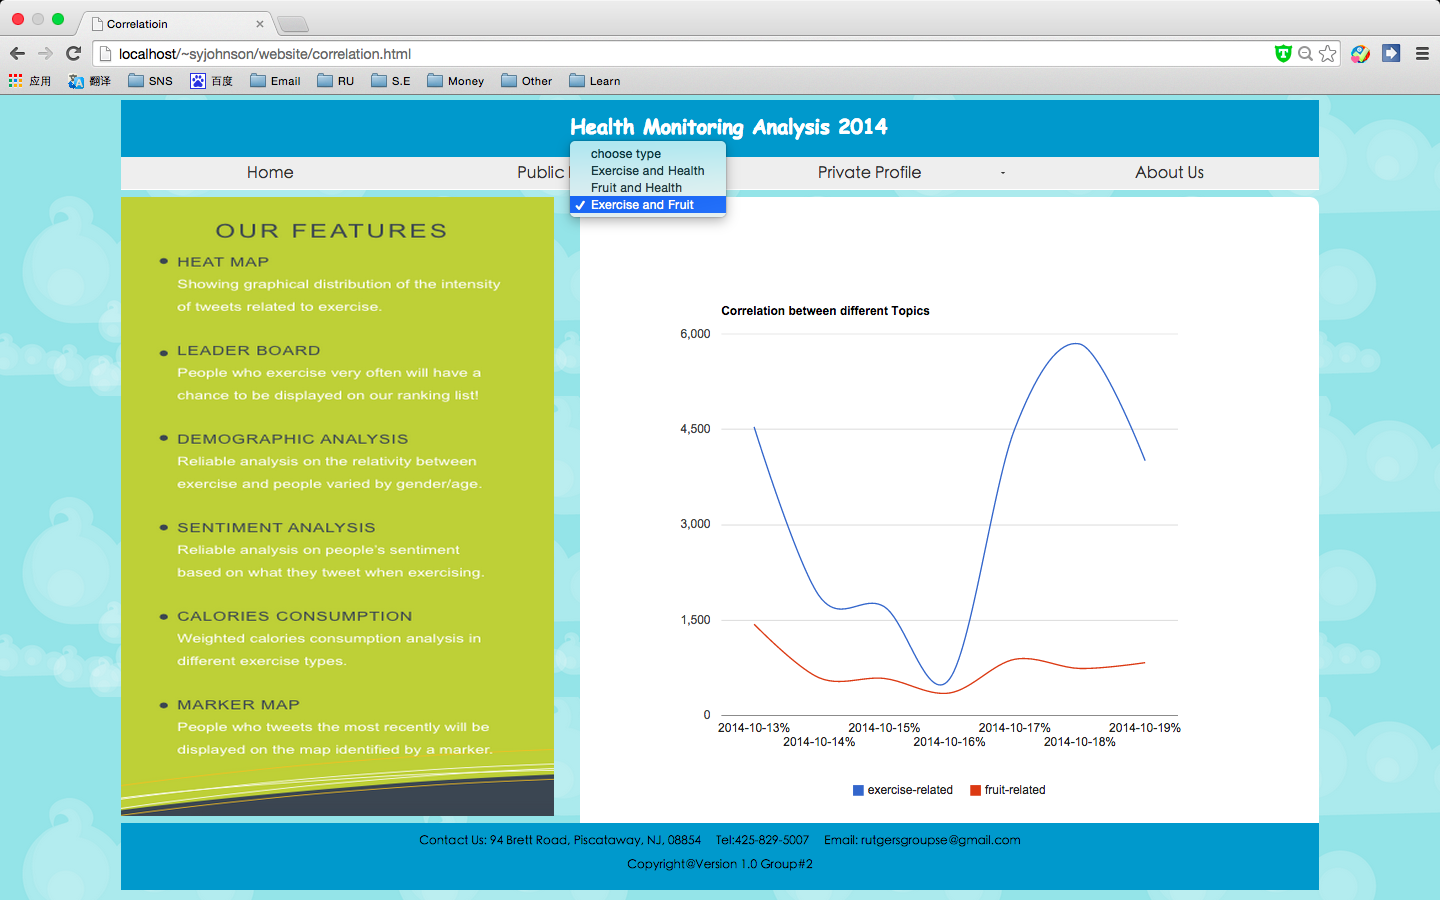 Correlatioin
localhost/~syjohnson/website/correlation.html
应用 翻译 SNS 百度 Email RU S.E Money Other Learn
Health Monitoring Analysis 2014
Home Public Private Profile - About Us
choose type
Exercise and Health
Fruit and Health
✓ Exercise and Fruit
OUR FEATURES
• HEAT MAP
Showing graphical distribution of the intensity
of tweets related to exercise.
• LEADER BOARD
People who exercise very often will have a
chance to be displayed on our ranking list!
• DEMOGRAPHIC ANALYSIS
Reliable analysis on the relativity between
exercise and people varied by gender/age.
• SENTIMENT ANALYSIS
Reliable analysis on people's sentiment
based on what they tweet when exercising.
• CALORIES CONSUMPTION
Weighted calories consumption analysis in
different exercise types.
• MARKER MAP
People who tweets the most recently will be
displayed on the map identified by a marker.
Correlation between different Topics
6,000
4,500
3,000
1,500
0
2014-10-13% 2014-10-15% 2014-10-17% 2014-10-19%
2014-10-14% 2014-10-16% 2014-10-18%
exercise-related fruit-related
Contact Us: 94 Brett Road, Piscataway, NJ, 08854 Tel:425-829-5007 Email: rutgersgroupse@gmail.com
Copyright@Version 1.0 Group#2